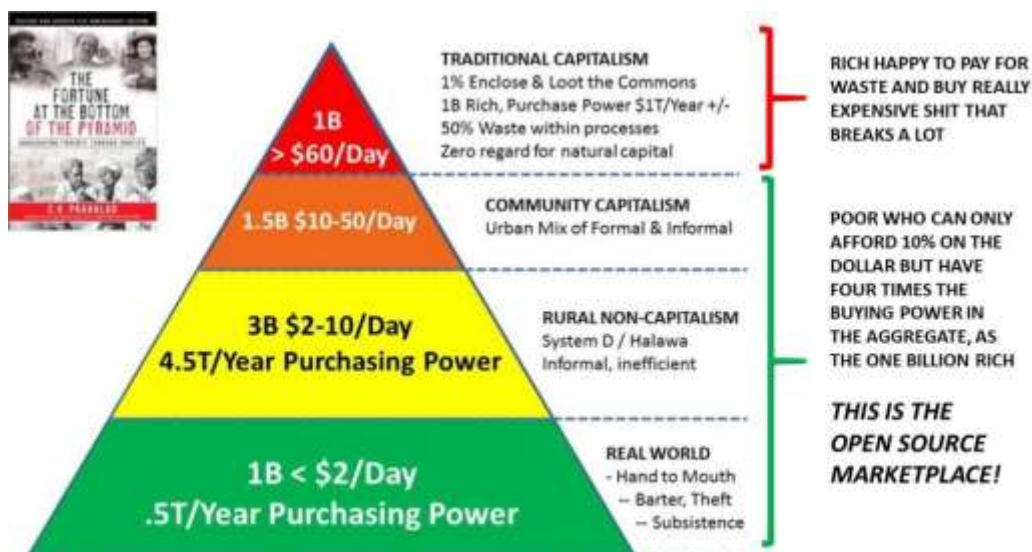 THE
FORTUNE
AT THE BOTTOM
OF THE PYRAMID
C.K. PRAHALAD
1B
> $60/Day
1.5B $10-50/Day
3B $2-10/Day
4.5T/Year Purchasing Power
1B < $2/Day
.5T/Year Purchasing Power
TRADITIONAL CAPITALISM
1% Enclose & Loot the Commons
1B Rich, Purchase Power $1T/Year +/-
50% Waste within processes
Zero regard for natural capital
COMMUNITY CAPITALISM
Urban Mix of Formal & Informal
RURAL NON-CAPITALISM
System D / Halawa
Informal, inefficient
REAL WORLD
- Hand to Mouth
-- Barter, Theft
-- Subsistence
RICH HAPPY TO PAY FOR
WASTE AND BUY REALLY
EXPENSIVE SHIT THAT
BREAKS A LOT
POOR WHO CAN ONLY
AFFORD 10% ON THE
DOLLAR BUT HAVE
FOUR TIMES THE
BUYING POWER IN
THE AGGREGATE, AS
THE ONE BILLION RICH
THIS IS THE
OPEN SOURCE
MARKETPLACE!